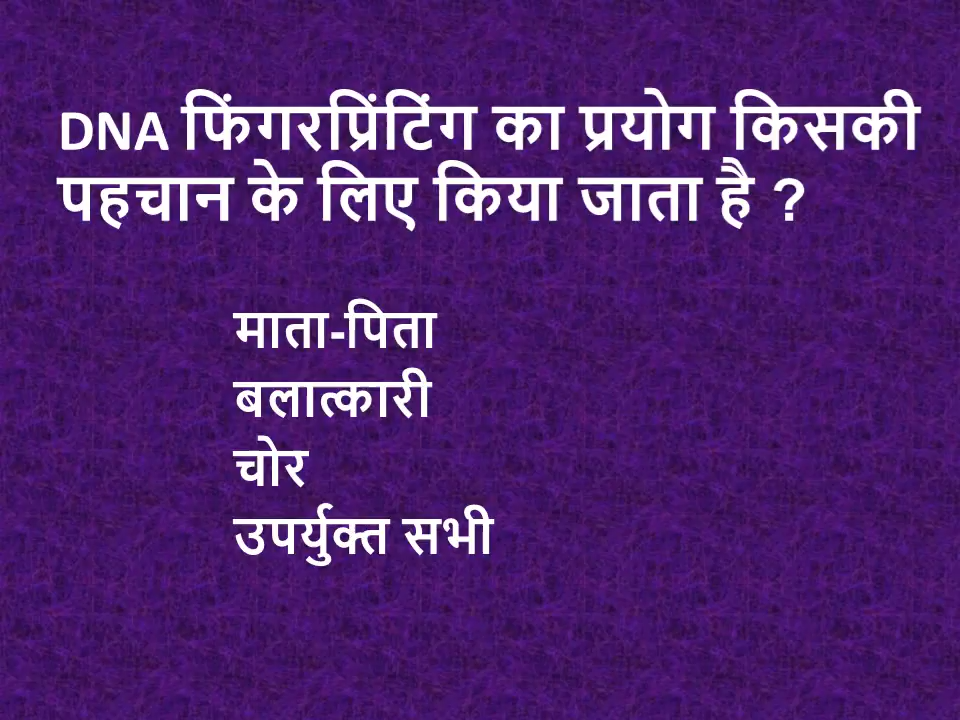 DNA फिंगरप्रिंटिंग का प्रयोग किसकी
पहचान के लिए किया जाता है ?
माता-पिता
बलात्कारी
चोर
उपर्युक्त सभी